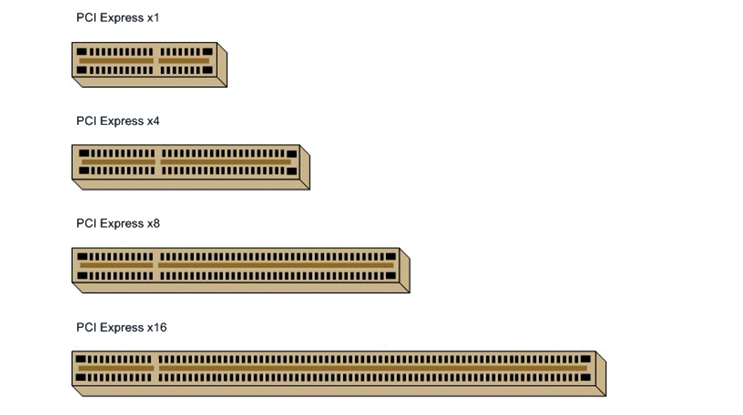 PCI Express x1
PCI Express x4
PCI Express x8
PCI Express x16